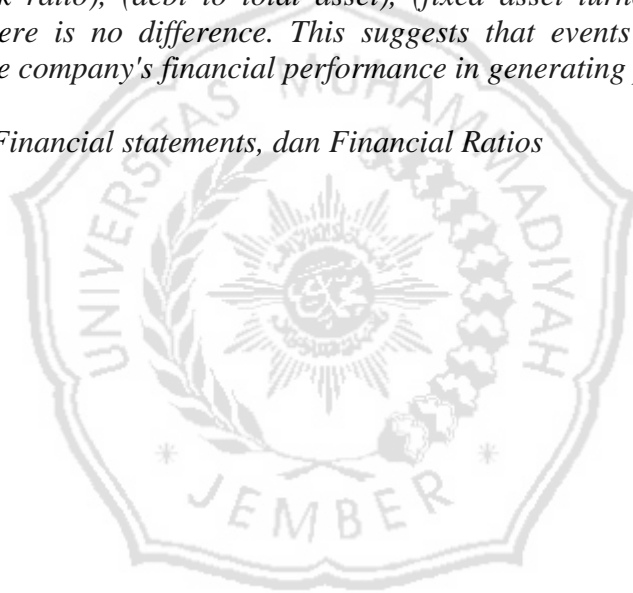 k ratio), (debt to total asset), (fixed asset turn
ere is no difference. This suggests that events
e company's financial performance in generating
Financial statements, dan Financial Ratios
UNIVERSITAS MUHAMMADIYAH
JEMBER